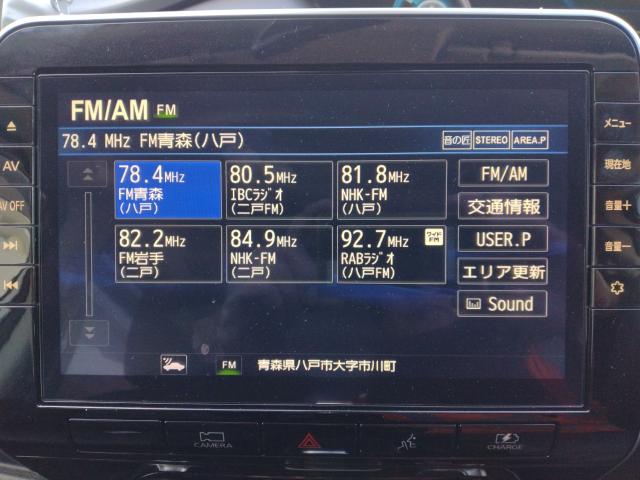 FM/AM FM
78.4 MHz FM青森(八戸) 音の匠 STEREO AREA.P
78.4MHz
FM青森
(八戸)
80.5MHz
IBCラジオ
(二戸FM)
81.8MHz
NHK-FM
(八戸)
FM/AM
交通情報
82.2MHz
FM岩手
(二戸)
84.9MHz
NHK-FM
(二戸)
92.7MHz ワイドFM
RABラジオ
(八戸FM)
USER.P
エリア更新
Sound
FM 青森県八戸市大字市川町
AV
AV OFF
メニュー
現在地
音量+
音量-
CAMERA
CHARGE